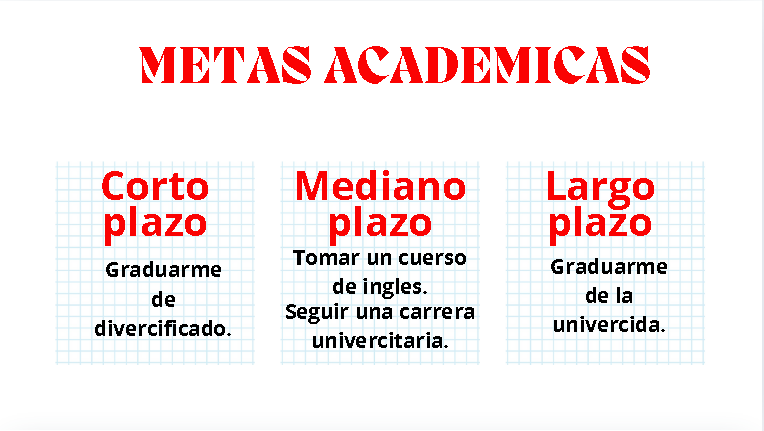 METAS ACADEMICAS
Corto
plazo
Graduarme
de
divercificado.
Mediano
plazo
Tomar un cuerso
de ingles.
Seguir una carrera
univercitaria.
Largo
plazo
Graduarme
de la
univercida.